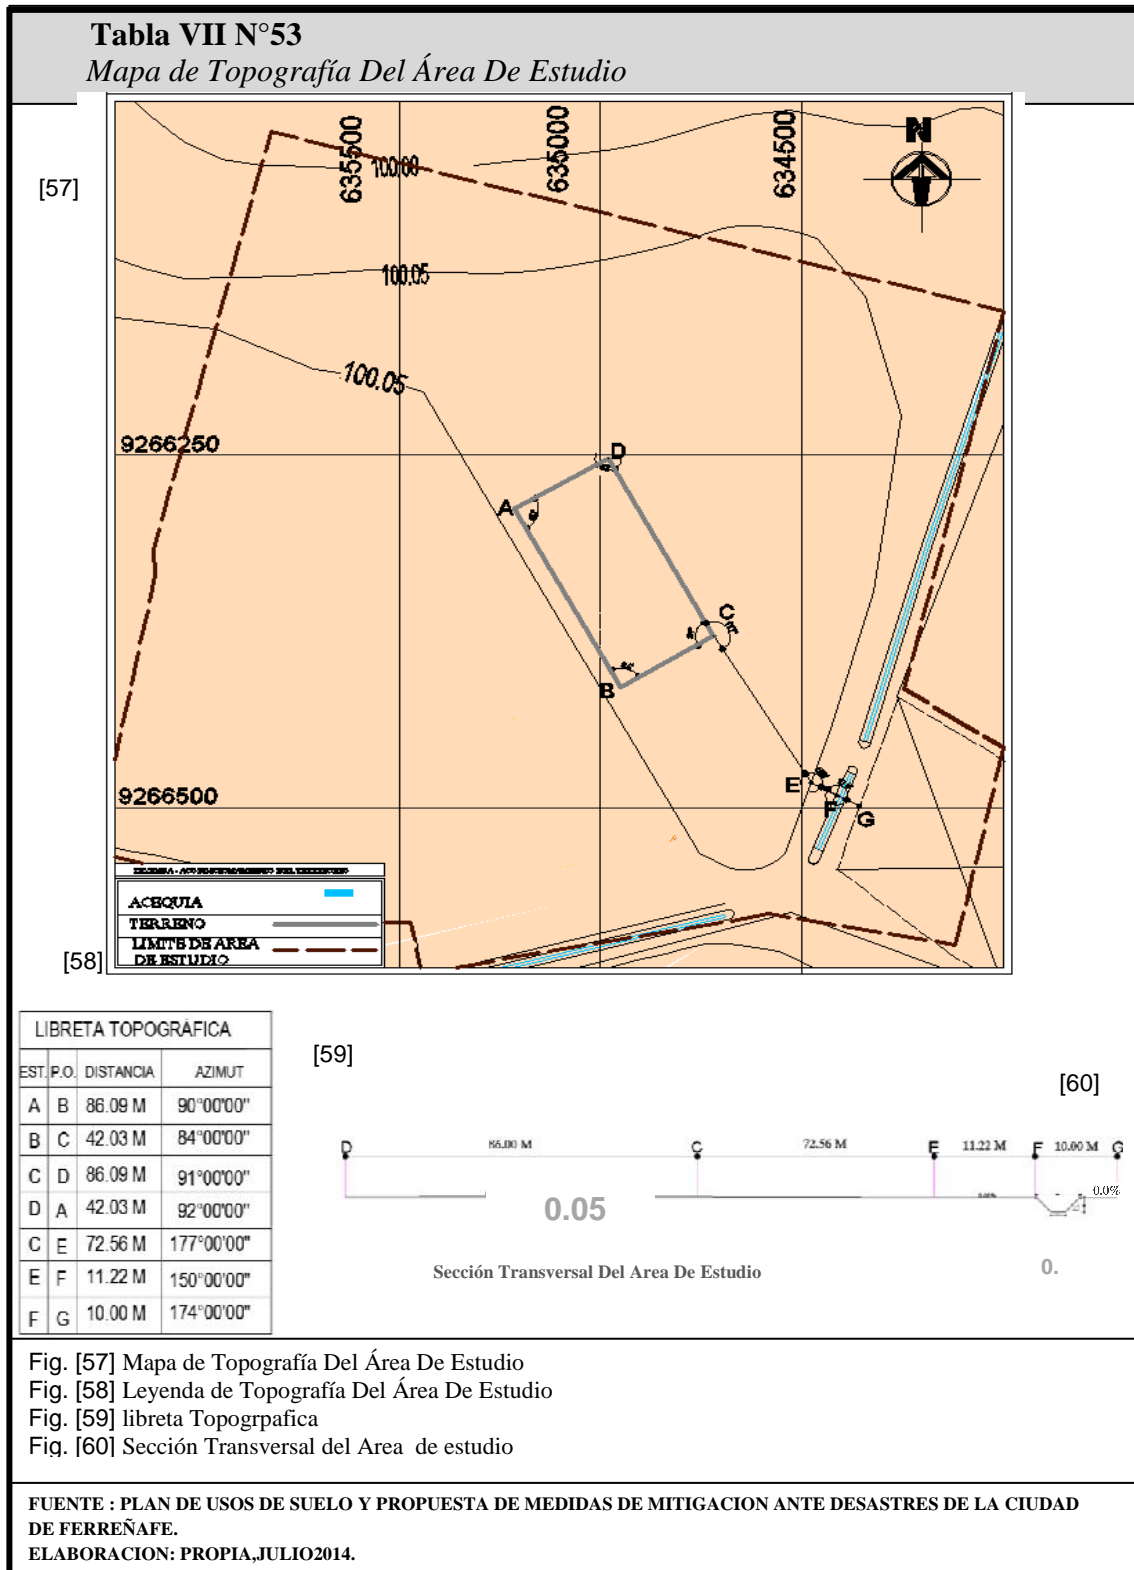 Tabla VII N°53
Mapa de Topografía Del Área De Estudio
[57]
635500
635000
634500
N
100.00
100.05
100.05
9266250
D
A
C
B
E
F
G
9266500
ACEQUIA
TERRENO
LIMITE DE AREA
DE ESTUDIO
[58]
LIBRETA TOPOGRÁFICA
EST. P.O. DISTANCIA AZIMUT
A B 86.09 M 90°00'00"
B C 42.03 M 84°00'00"
C D 86.09 M 91°00'00"
D A 42.03 M 92°00'00"
C E 72.56 M 177°00'00"
E F 11.22 M 150°00'00"
F G 10.00 M 174°00'00"
[59]
[60]
D 86.00 M C 72.56 M E 11.22 M F 10.00 M G
0.0%
0.05
Sección Transversal Del Area De Estudio
0.
Fig. [57] Mapa de Topografía Del Área De Estudio
Fig. [58] Leyenda de Topografía Del Área De Estudio
Fig. [59] libreta Topogrpafica
Fig. [60] Sección Transversal del Area de estudio
FUENTE : PLAN DE USOS DE SUELO Y PROPUESTA DE MEDIDAS DE MITIGACION ANTE DESASTRES DE LA CIUDAD
DE FERREÑAFE.
ELABORACION: PROPIA,JULIO2014.